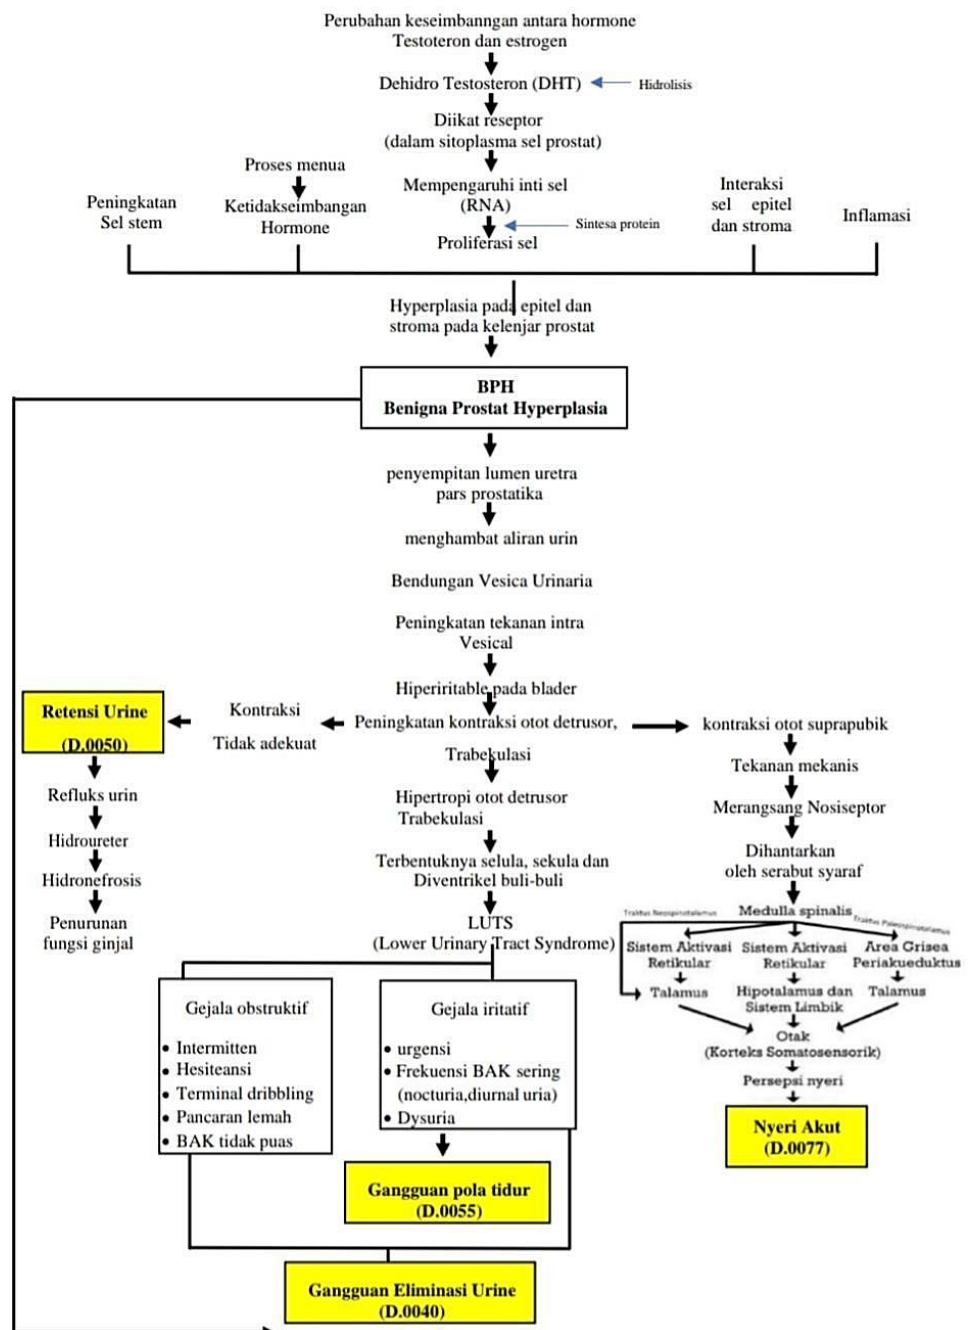 Perubahan keseimbanngan antara hormone
Testoteron dan estrogen
Dehidro Testosteron (DHT)
Hidrolisis
Diikat reseptor
(dalam sitoplasma sel prostat)
Proses menua
Mempengaruhi inti sel
(RNA)
Peningkatan
Sel stem
Ketidakseimbangan
Hormone
Interaksi
sel epitel
dan stroma
Inflamasi
Sintesa protein
Proliferasi sel
Hyperplasia pada epitel dan
stroma pada kelenjar prostat
BPH
Benigna Prostat Hyperplasia
penyempitan lumen uretra
pars prostatika
menghambat aliran urin
Bendungan Vesica Urinaria
Peningkatan tekanan intra
Vesical
Hiperiritable pada blader
Retensi Urine
(D.0050)
Kontraksi
Tidak adekuat
Peningkatan kontraksi otot detrusor,
Trabekulasi
kontraksi otot suprapubik
Refluks urin
Hidroureter
Hidronefrosis
Penurunan
fungsi ginjal
Hipertropi otot detrusor
Trabekulasi
Terbentuknya selula, sekula dan
Diventrikel buli-buli
LUTS
(Lower Urinary Tract Syndrome)
Tekanan mekanis
Merangsang Nosiseptor
Dihantarkan
oleh serabut syaraf
Traktus Neospinotalamus
Medulla spinalis
Traktus Paleospinotalamus
Sistem Aktivasi
Retikular
Sistem Aktivasi
Retikular
Area Grisea
Periakueduktus
Talamus
Hipotalamus dan
Sistem Limbik
Talamus
Otak
(Korteks Somatosensorik)
Persepsi nyeri
Nyeri Akut
(D.0077)
Gejala obstruktif
• Intermitten
• Hesiteansi
• Terminal dribbling
• Pancaran lemah
• BAK tidak puas
Gejala iritatif
• urgensi
• Frekuensi BAK sering
(nocturia,diurnal uria)
• Dysuria
Gangguan pola tidur
(D.0055)
Gangguan Eliminasi Urine
(D.0040)